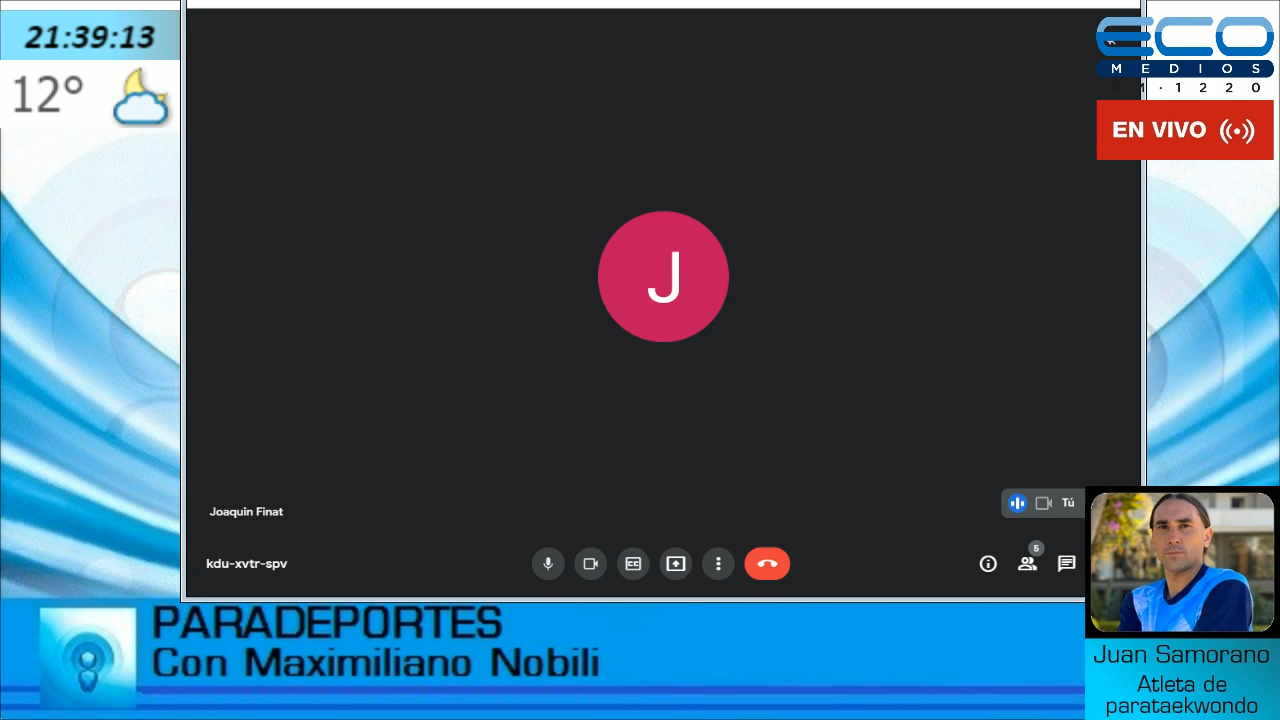 21:39:13
12°
ECO
MEDIOS
M·1220
EN VIVO
J
Joaquin Finat
Tú
kdu-xvtr-spv
CC
5
PARADEPORTES
Con Maximiliano Nobili
Juan Samorano
Atleta de
parataekwondo